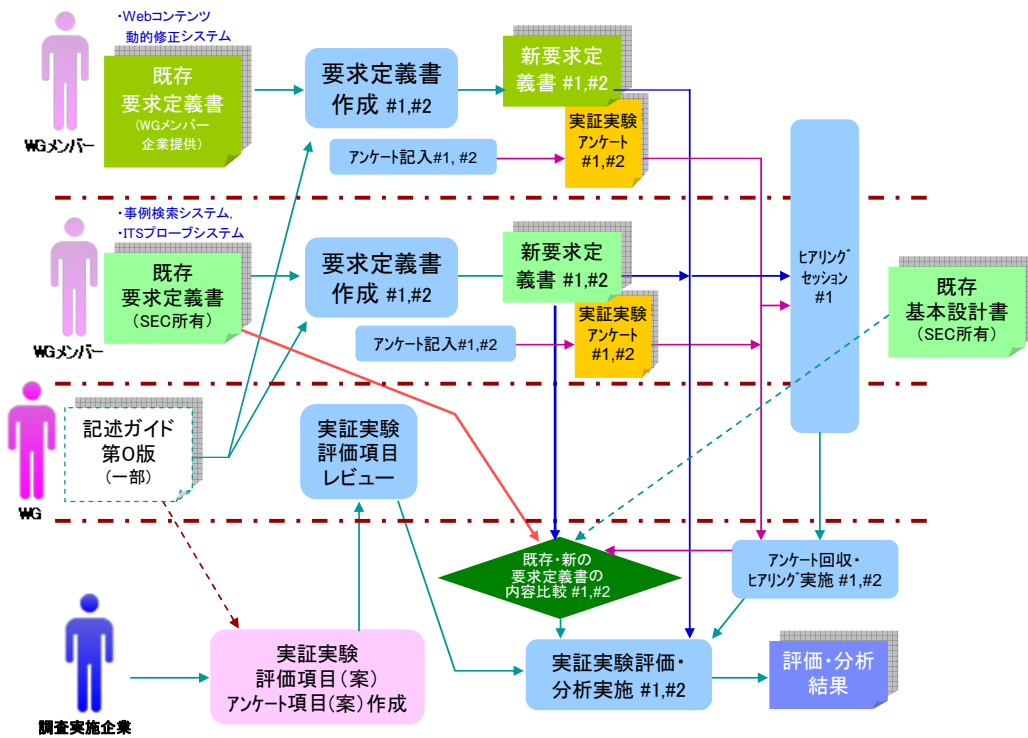 ・Webコンテンツ
動的修正システム
既存
要求定義書
(WGメンバー
企業提供)
WGメンバー
要求定義書
作成 #1,#2
新要求定
義書 #1,#2
アンケート記入#1, #2
実証実験
アンケート
#1,#2
・事例検索システム,
・ITSプローブシステム
既存
要求定義書
(SEC所有)
WGメンバー
要求定義書
作成 #1,#2
新要求定
義書 #1,#2
アンケート記入#1,#2
実証実験
アンケート
#1,#2
ヒアリング
セッション
#1
既存
基本設計書
(SEC所有)
WG
記述ガイド
第0版
(一部)
実証実験
評価項目
レビュー
既存・新の
要求定義書の
内容比較 #1,#2
アンケート回収・
ヒアリング実施 #1,#2
調査実施企業
実証実験
評価項目(案)
アンケート項目(案)作成
実証実験評価・
分析実施 #1,#2
評価・分析
結果